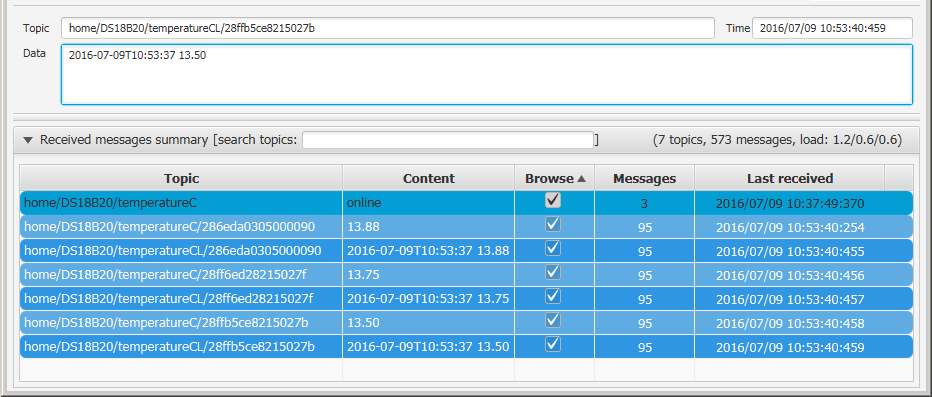 Topic home/DS18B20/temperatureCL/28ffb5ce8215027b Time 2016/07/09 10:53:40:459
Data 2016-07-09T10:53:37 13.50
Received messages summary [search topics: ] (7 topics, 573 messages, load: 1.2/0.6/0.6)
Topic Content Browse Messages Last received
home/DS18B20/temperatureC online 3 2016/07/09 10:37:49:370
home/DS18B20/temperatureC/286eda0305000090 13.88 95 2016/07/09 10:53:40:254
home/DS18B20/temperatureCL/286eda0305000090 2016-07-09T10:53:37 13.88 95 2016/07/09 10:53:40:455
home/DS18B20/temperatureC/28ff6ed28215027f 13.75 95 2016/07/09 10:53:40:456
home/DS18B20/temperatureCL/28ff6ed28215027f 2016-07-09T10:53:37 13.75 95 2016/07/09 10:53:40:457
home/DS18B20/temperatureC/28ffb5ce8215027b 13.50 95 2016/07/09 10:53:40:458
home/DS18B20/temperatureCL/28ffb5ce8215027b 2016-07-09T10:53:37 13.50 95 2016/07/09 10:53:40:459